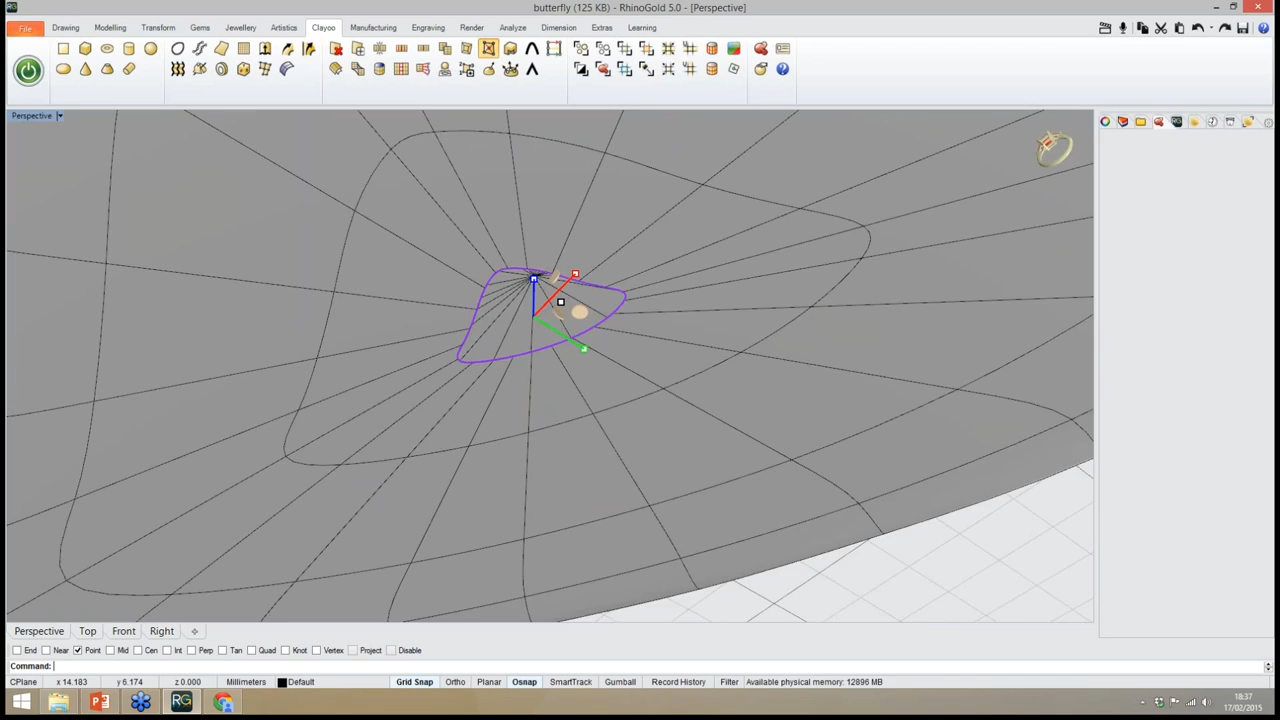 butterfly (125 KB) - RhinoGold 5.0 - [Perspective]
File Drawing Modelling Transform Gems Jewellery Artistics Clayoo Manufacturing Engraving Render Analyze Dimension Extras Learning
Perspective
Perspective Top Front Right
End Near Point Mid Cen Int Perp Tan Quad Knot Vertex Project Disable
Command:
CPlane x 14.183 y 6.174 z 0.000 Millimeters Default Grid Snap Ortho Planar Osnap SmartTrack Gumball Record History Filter Available physical memory: 12896 MB
RG
18:37
17/02/2015